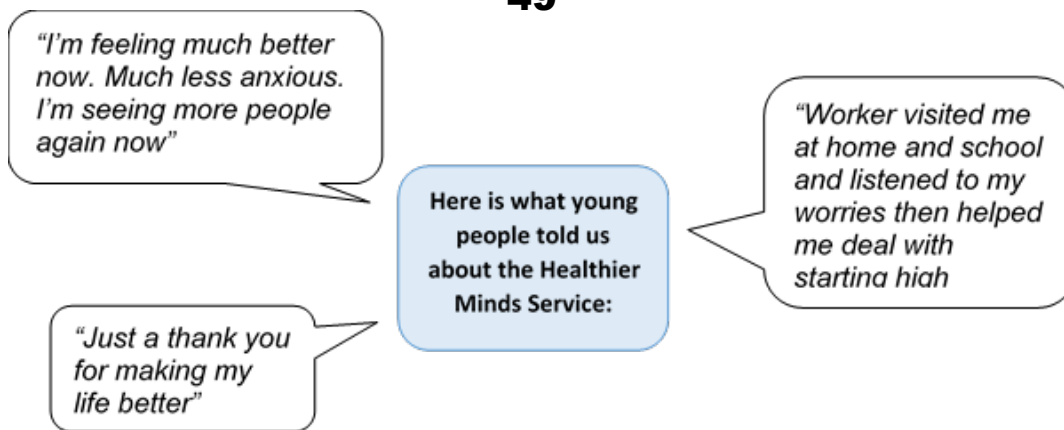 49
“I’m feeling much better
now. Much less anxious.
I’m seeing more people
again now”
Here is what young
people told us
about the Healthier
Minds Service:
“Worker visited me
at home and school
and listened to my
worries then helped
me deal with
starting high
“Just a thank you
for making my
life better”